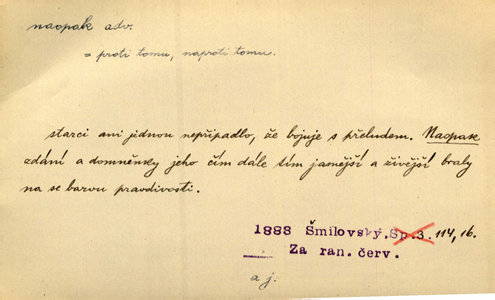 naopak adv.
= proti tomu, naproti tomu.
starci ani jednou nepřipadlo, že bojuje s přeludem. Naopak
zdání a domněnky jeho čím dále tím jasnější a živější braly
na se barvu pravdivosti.
1888 Šmilovský. Sp. 3. 114, 16.
Za ran. červ.
a j.